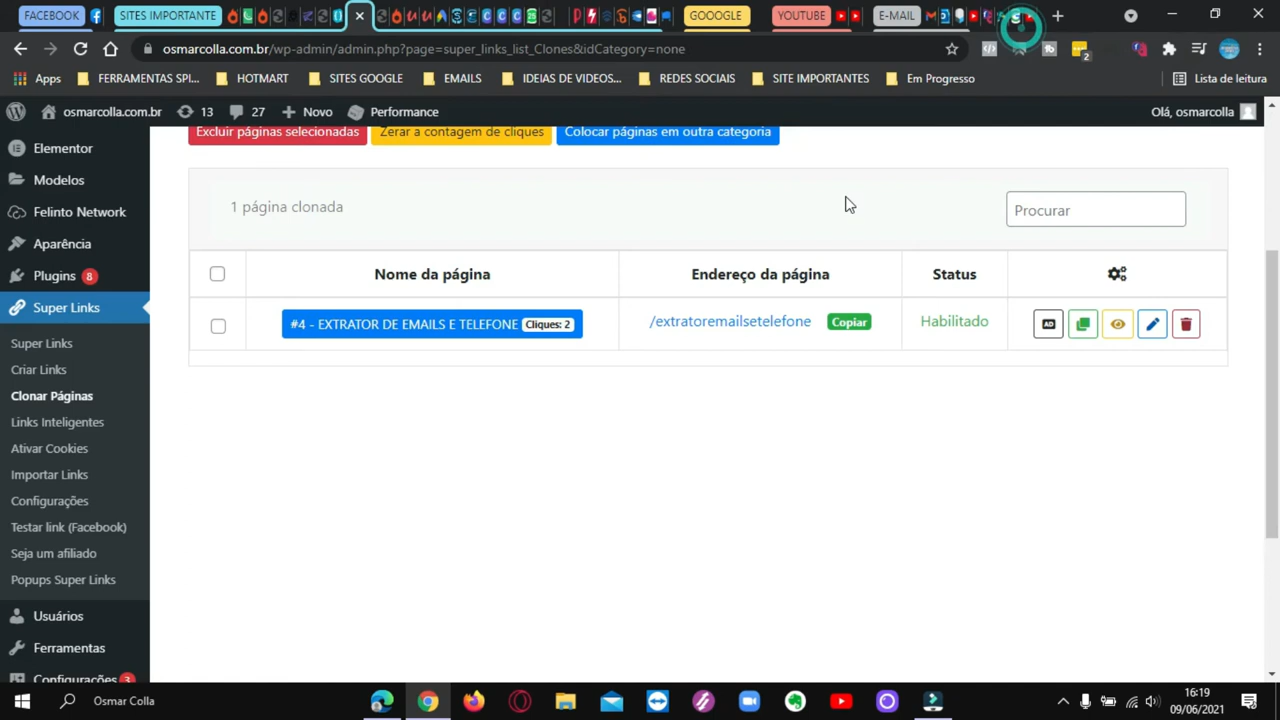 FACEBOOK
SITES IMPORTANTE
GOOOGLE
YOUTUBE
E-MAIL
osmarcolla.com.br/wp-admin/admin.php?page=super_links_list_Clones&idCategory=none
2
Apps
FERRAMENTAS SPI...
HOTMART
SITES GOOGLE
EMAILS
IDEIAS DE VIDEOS...
REDES SOCIAIS
SITE IMPORTANTES
Em Progresso
Lista de leitura
osmarcolla.com.br
13
27
Novo
Performance
Olá, osmarcolla
Elementor
Modelos
Felinto Network
Aparência
Plugins 8
Super Links
Super Links
Criar Links
Clonar Páginas
Links Inteligentes
Ativar Cookies
Importar Links
Configurações
Testar link (Facebook)
Seja um afiliado
Popups Super Links
Usuários
Ferramentas
Configurações 3
Excluir páginas selecionadas
Zerar a contagem de cliques
Colocar páginas em outra categoria
1 página clonada
Procurar
Nome da página
Endereço da página
Status
#4 - EXTRATOR DE EMAILS E TELEFONE Cliques: 2
/extratoremailsetelefone
Copiar
Habilitado
AD
Osmar Colla
16:19
09/06/2021